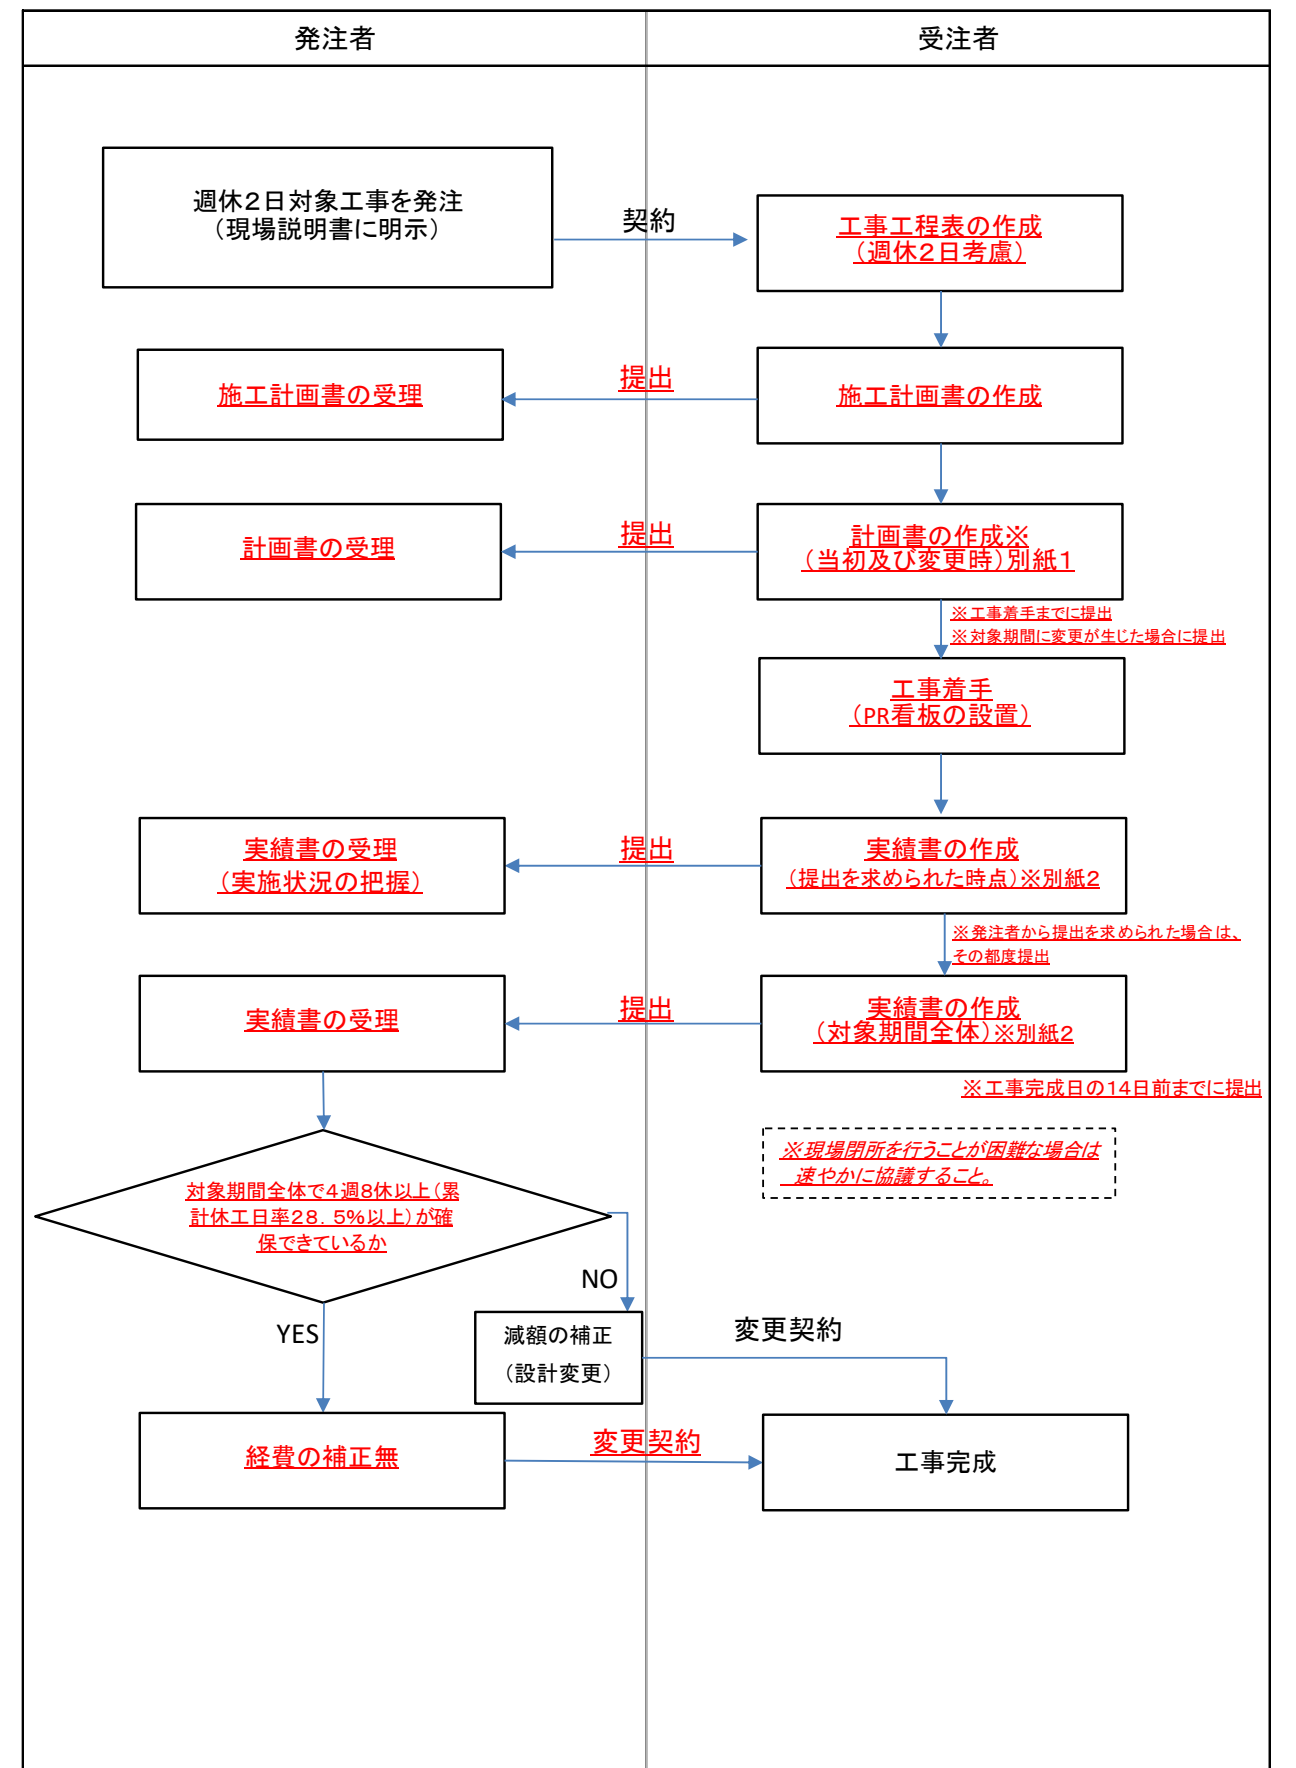 発注者
受注者
週休２日対象工事を発注
（現場説明書に明示）
契約
工事工程表の作成
（週休２日考慮）
施工計画書の受理
提出
施工計画書の作成
計画書の受理
提出
計画書の作成※
（当初及び変更時）別紙１
※工事着手までに提出
※対象期間に変更が生じた場合に提出
工事着手
（PR看板の設置）
実績書の受理
（実施状況の把握）
提出
実績書の作成
（提出を求められた時点）※別紙２
※発注者から提出を求められた場合は、
その都度提出
実績書の受理
提出
実績書の作成
（対象期間全体）※別紙２
※工事完成日の14日前までに提出
※現場閉所を行うことが困難な場合は
速やかに協議すること。
対象期間全体で４週８休以上（累
計休工日率２８．５％以上）が確
保できているか
NO
YES
減額の補正
（設計変更）
変更契約
経費の補正無
変更契約
工事完成